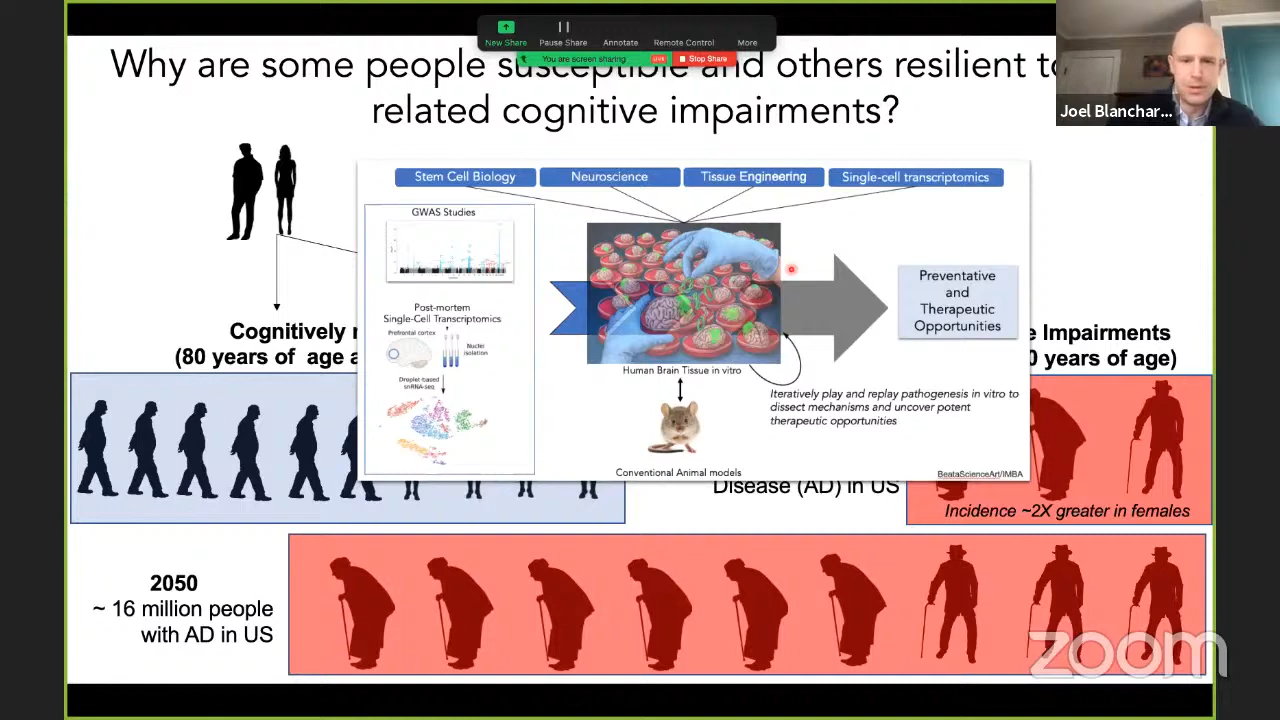 New Share
Pause Share
Annotate
Remote Control
More
You are screen sharing
LIVE
Stop Share
Why are some people susceptible and others resilient to
related cognitive impairments?
Joel Blanchar...
Stem Cell Biology
Neuroscience
Tissue Engineering
Single-cell transcriptomics
GWAS Studies
Post-mortem
Single-Cell Transcriptomics
Prefrontal cortex
Nuclei
isolation
Droplet-based
snRNA-seq
Human Brain Tissue in vitro
Conventional Animal models
Iteratively play and replay pathogenesis in vitro to
dissect mechanisms and uncover potent
therapeutic opportunities
Preventative
and
Therapeutic
Opportunities
BeataScienceArt/IMBA
Cognitively
(80 years of age
Impairments
years of age)
Disease (AD) in US
Incidence ~2X greater in females
2050
~ 16 million people
with AD in US
zoom